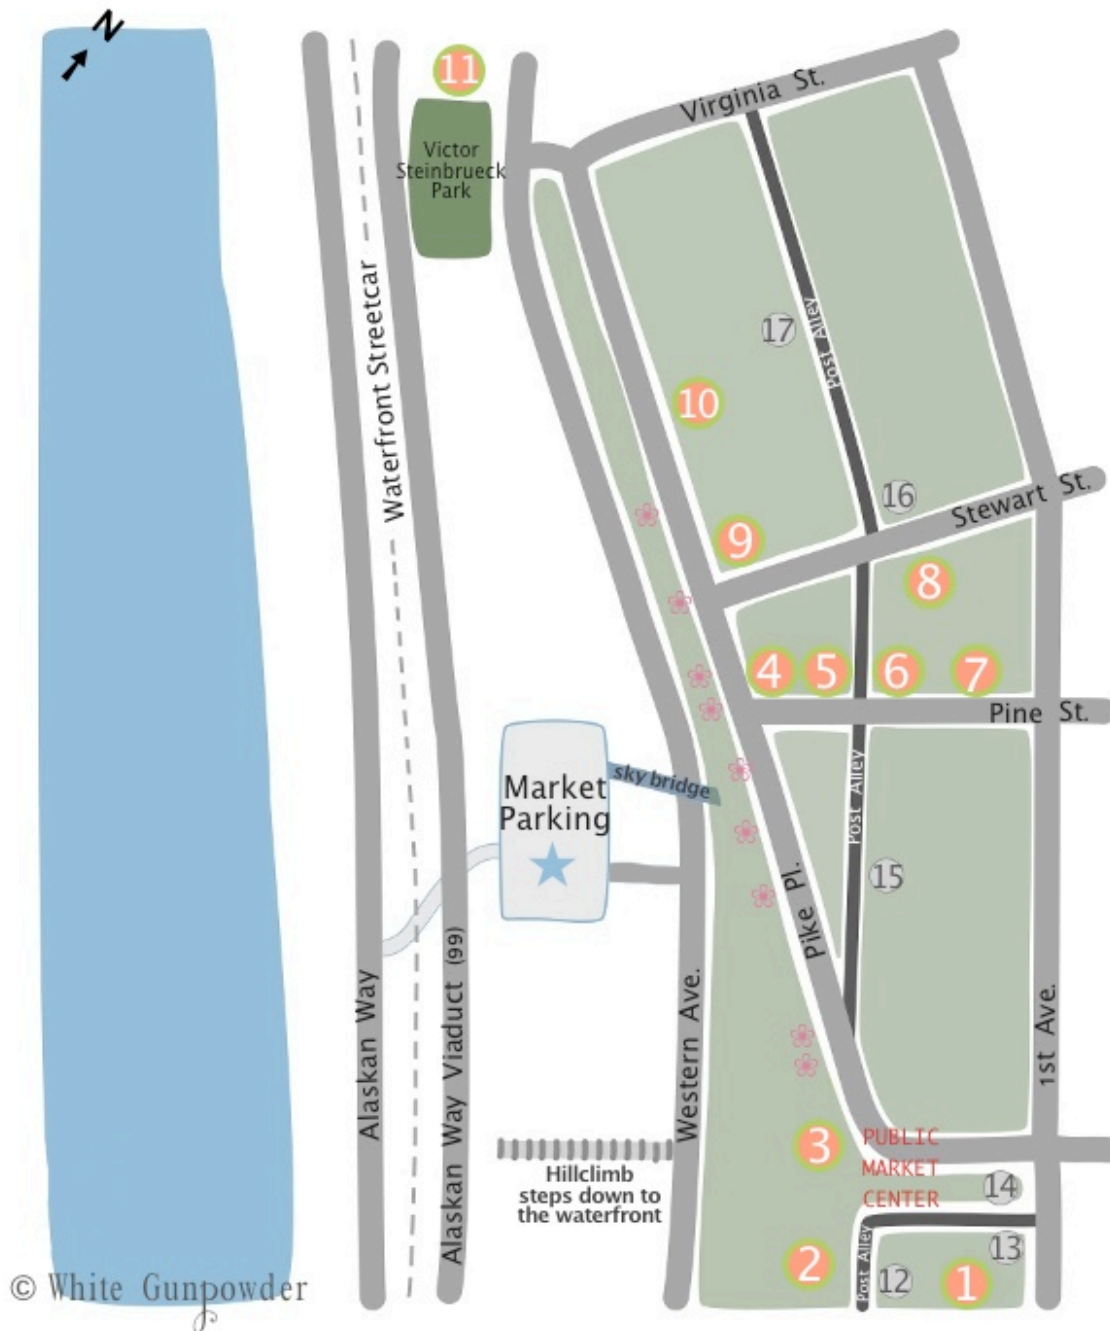 N
11
Victor
Steinbrueck
Park
Virginia St.
Waterfront Streetcar
17
Post Alley
10
16
Stewart St.
9
8
4
5
6
7
Pine St.
Market
Parking
sky bridge
Post Alley
15
Pike Pl.
Alaskan Way
Alaskan Way Viaduct (99)
Western Ave.
1st Ave.
3
PUBLIC
MARKET
CENTER
14
Hillclimb
steps down to
the waterfront
2
Post Alley
12
13
1
© White Gunpowder